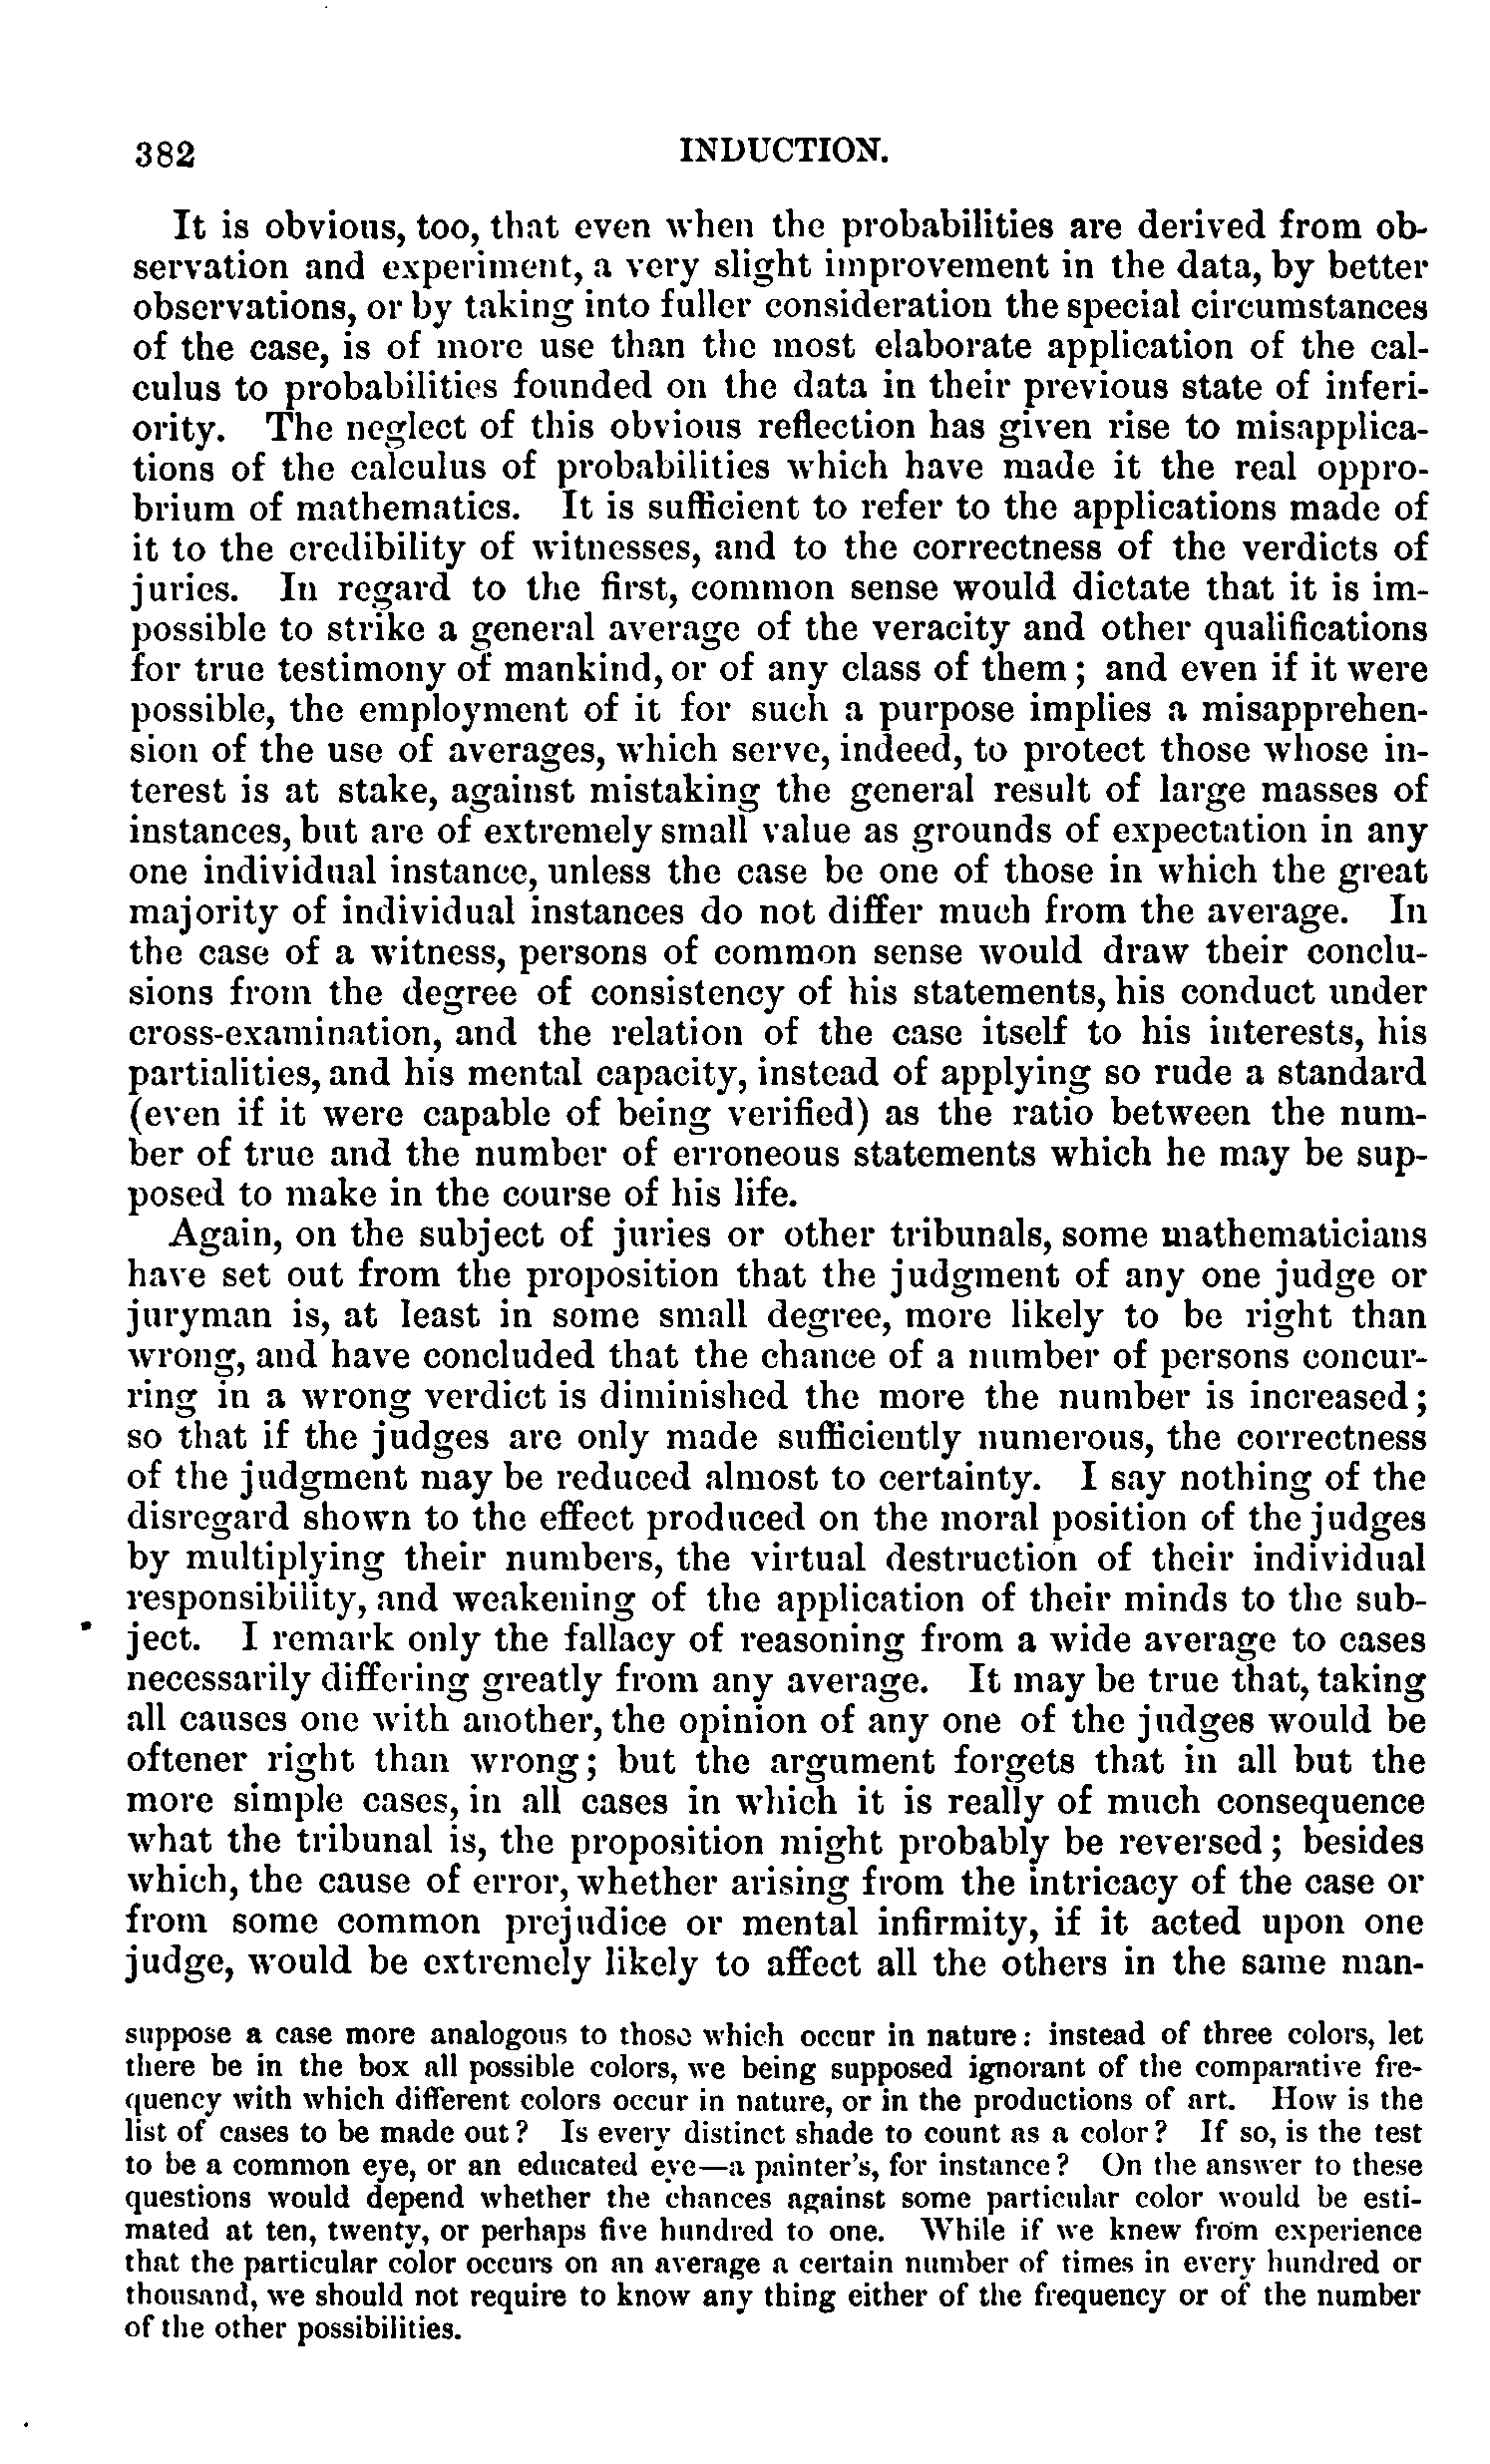 382 INDUCTION.
It is obvious, too, that even when the probabilities are derived from ob-
servation and experiment, a very slight improvement in the data, by better
observations, or by taking into fuller consideration the special circumstances
of the case, is of more use than the most elaborate application of the cal-
culus to probabilities founded on the data in their previous state of inferi-
ority. The neglect of this obvious reflection has given rise to misapplica-
tions of the calculus of probabilities which have made it the real oppro-
brium of mathematics. It is sufficient to refer to the applications made of
it to the credibility of witnesses, and to the correctness of the verdicts of
juries. In regard to the first, common sense would dictate that it is im-
possible to strike a general average of the veracity and other qualifications
for true testimony of mankind, or of any class of them; and even if it were
possible, the employment of it for such a purpose implies a misapprehen-
sion of the use of averages, which serve, indeed, to protect those whose in-
terest is at stake, against mistaking the general result of large masses of
instances, but are of extremely small value as grounds of expectation in any
one individual instance, unless the case be one of those in which the great
majority of individual instances do not differ much from the average. In
the case of a witness, persons of common sense would draw their conclu-
sions from the degree of consistency of his statements, his conduct under
cross-examination, and the relation of the case itself to his interests, his
partialities, and his mental capacity, instead of applying so rude a standard
(even if it were capable of being verified) as the ratio between the num-
ber of true and the number of erroneous statements which he may be sup-
posed to make in the course of his life.
Again, on the subject of juries or other tribunals, some mathematicians
have set out from the proposition that the judgment of any one judge or
juryman is, at least in some small degree, more likely to be right than
wrong, and have concluded that the chance of a number of persons concur-
ring in a wrong verdict is diminished the more the number is increased;
so that if the judges are only made sufficiently numerous, the correctness
of the judgment may be reduced almost to certainty. I say nothing of the
disregard shown to the effect produced on the moral position of the judges
by multiplying their numbers, the virtual destruction of their individual
responsibility, and weakening of the application of their minds to the sub-
ject. I remark only the fallacy of reasoning from a wide average to cases
necessarily differing greatly from any average. It may be true that, taking
all causes one with another, the opinion of any one of the judges would be
oftener right than wrong; but the argument forgets that in all but the
more simple cases, in all cases in which it is really of much consequence
what the tribunal is, the proposition might probably be reversed; besides
which, the cause of error, whether arising from the intricacy of the case or
from some common prejudice or mental infirmity, if it acted upon one
judge, would be extremely likely to affect all the others in the same man-
suppose a case more analogous to those which occur in nature: instead of three colors, let
there be in the box all possible colors, we being supposed ignorant of the comparative fre-
quency with which different colors occur in nature, or in the productions of art. How is the
list of cases to be made out? Is every distinct shade to count as a color? If so, is the test
to be a common eye, or an educated eye—a painter's, for instance? On the answer to these
questions would depend whether the chances against some particular color would be esti-
mated at ten, twenty, or perhaps five hundred to one. While if we knew from experience
that the particular color occurs on an average a certain number of times in every hundred or
thousand, we should not require to know any thing either of the frequency or of the number
of the other possibilities.